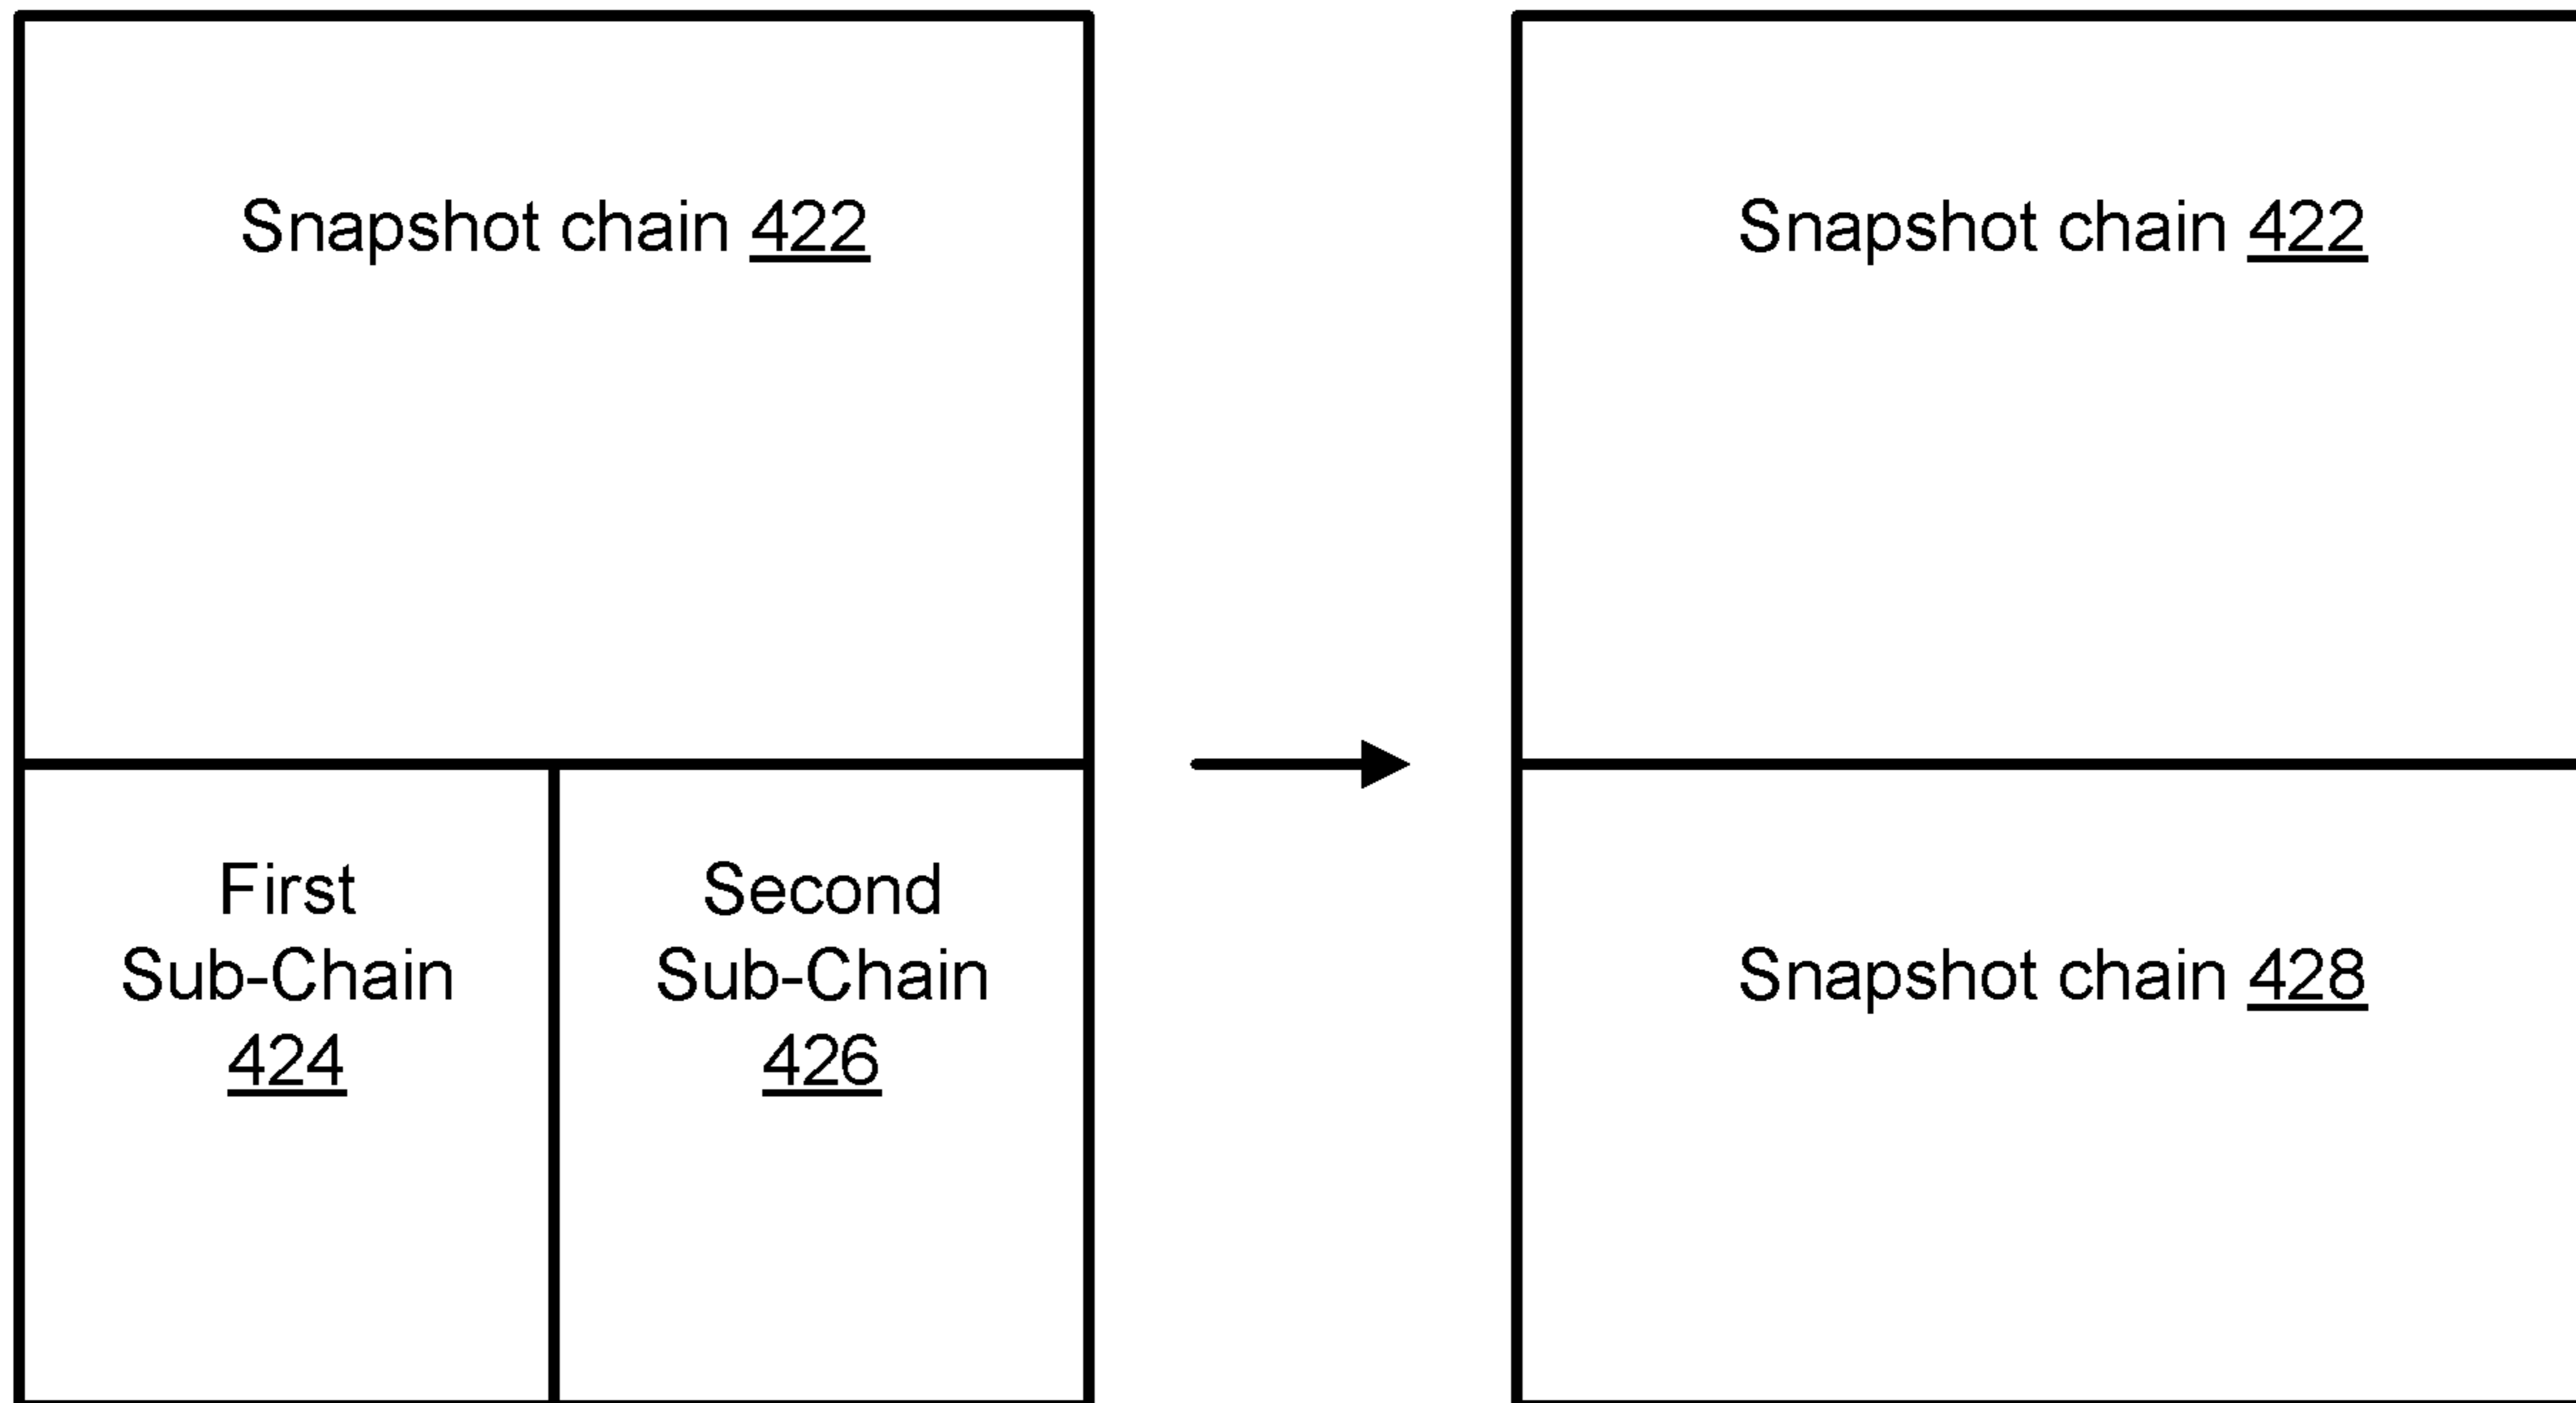 Snapshot chain 422
First
Sub-Chain
424
Second
Sub-Chain
426
Snapshot chain 422
Snapshot chain 428